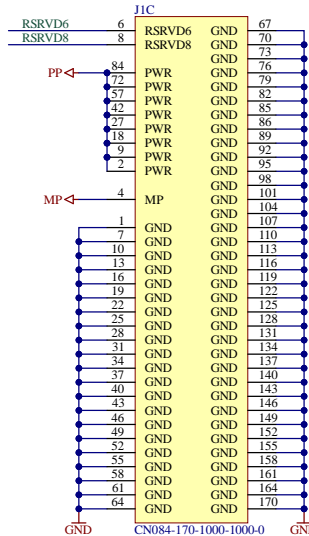 J1C
RSRVD6 6 RSRVD6 GND 67
RSRVD8 8 RSRVD8 GND 70
GND 73
PP 84 PWR GND 76
72 PWR GND 79
57 PWR GND 82
42 PWR GND 85
27 PWR GND 86
18 PWR GND 89
9 PWR GND 92
2 PWR GND 95
GND 98
MP 4 MP GND 101
GND 104
1 GND GND 107
7 GND GND 110
10 GND GND 113
13 GND GND 116
16 GND GND 119
19 GND GND 122
22 GND GND 125
25 GND GND 128
28 GND GND 131
31 GND GND 134
34 GND GND 137
37 GND GND 140
40 GND GND 143
43 GND GND 146
46 GND GND 149
49 GND GND 152
52 GND GND 155
55 GND GND 158
58 GND GND 161
61 GND GND 164
64 GND GND 170
GND CN084-170-1000-1000-0